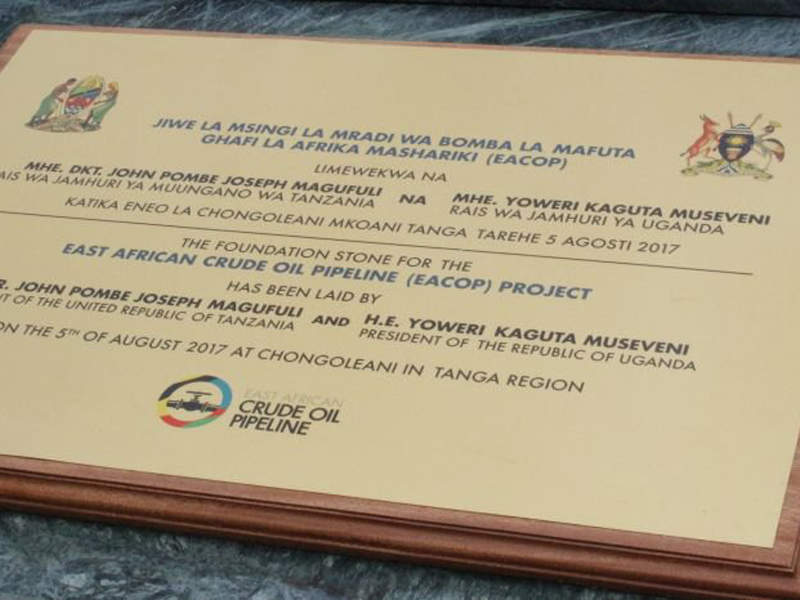 JIWE LA MSINGI LA MRADI WA BOMBA LA MAFUTA
GHAFI LA AFRIKA MASHARIKI (EACOP)
LIMEWEKWA NA
MHE. DKT. JOHN POMBE JOSEPH MAGUFULI NA MHE. YOWERI KAGUTA MUSEVENI
RAIS WA JAMHURI YA MUUNGANO WA TANZANIA RAIS WA JAMHURI YA UGANDA
KATIKA ENEO LA CHONGOLEANI MKOANI TANGA TAREHE 5 AGOSTI 2017
THE FOUNDATION STONE FOR THE
EAST AFRICAN CRUDE OIL PIPELINE (EACOP) PROJECT
HAS BEEN LAID BY
JOHN POMBE JOSEPH MAGUFULI AND H.E. YOWERI KAGUTA MUSEVENI
OF THE UNITED REPUBLIC OF TANZANIA PRESIDENT OF THE REPUBLIC OF UGANDA
ON THE 5TH OF AUGUST 2017 AT CHONGOLEANI IN TANGA REGION
EAST AFRICAN
CRUDE OIL
PIPELINE